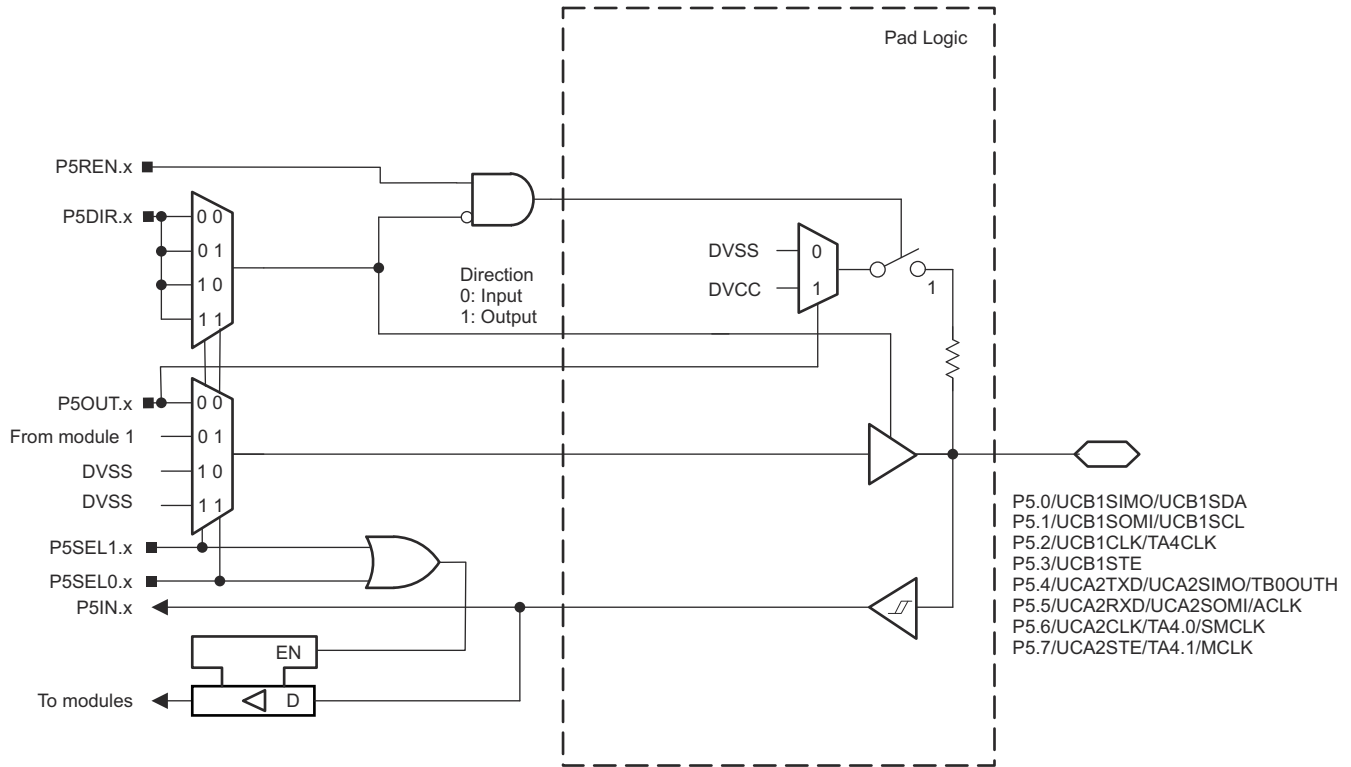 Pad Logic
P5REN.x
P5DIR.x
0 0
0 1
1 0
1 1
Direction
0: Input
1: Output
DVSS
0
DVCC
1
1
P5OUT.x
0 0
From module 1
0 1
DVSS
1 0
DVSS
1 1
P5SEL1.x
P5SEL0.x
P5IN.x
EN
To modules
D
P5.0/UCB1SIMO/UCB1SDA
P5.1/UCB1SOMI/UCB1SCL
P5.2/UCB1CLK/TA4CLK
P5.3/UCB1STE
P5.4/UCA2TXD/UCA2SIMO/TB0OUTH
P5.5/UCA2RXD/UCA2SOMI/ACLK
P5.6/UCA2CLK/TA4.0/SMCLK
P5.7/UCA2STE/TA4.1/MCLK